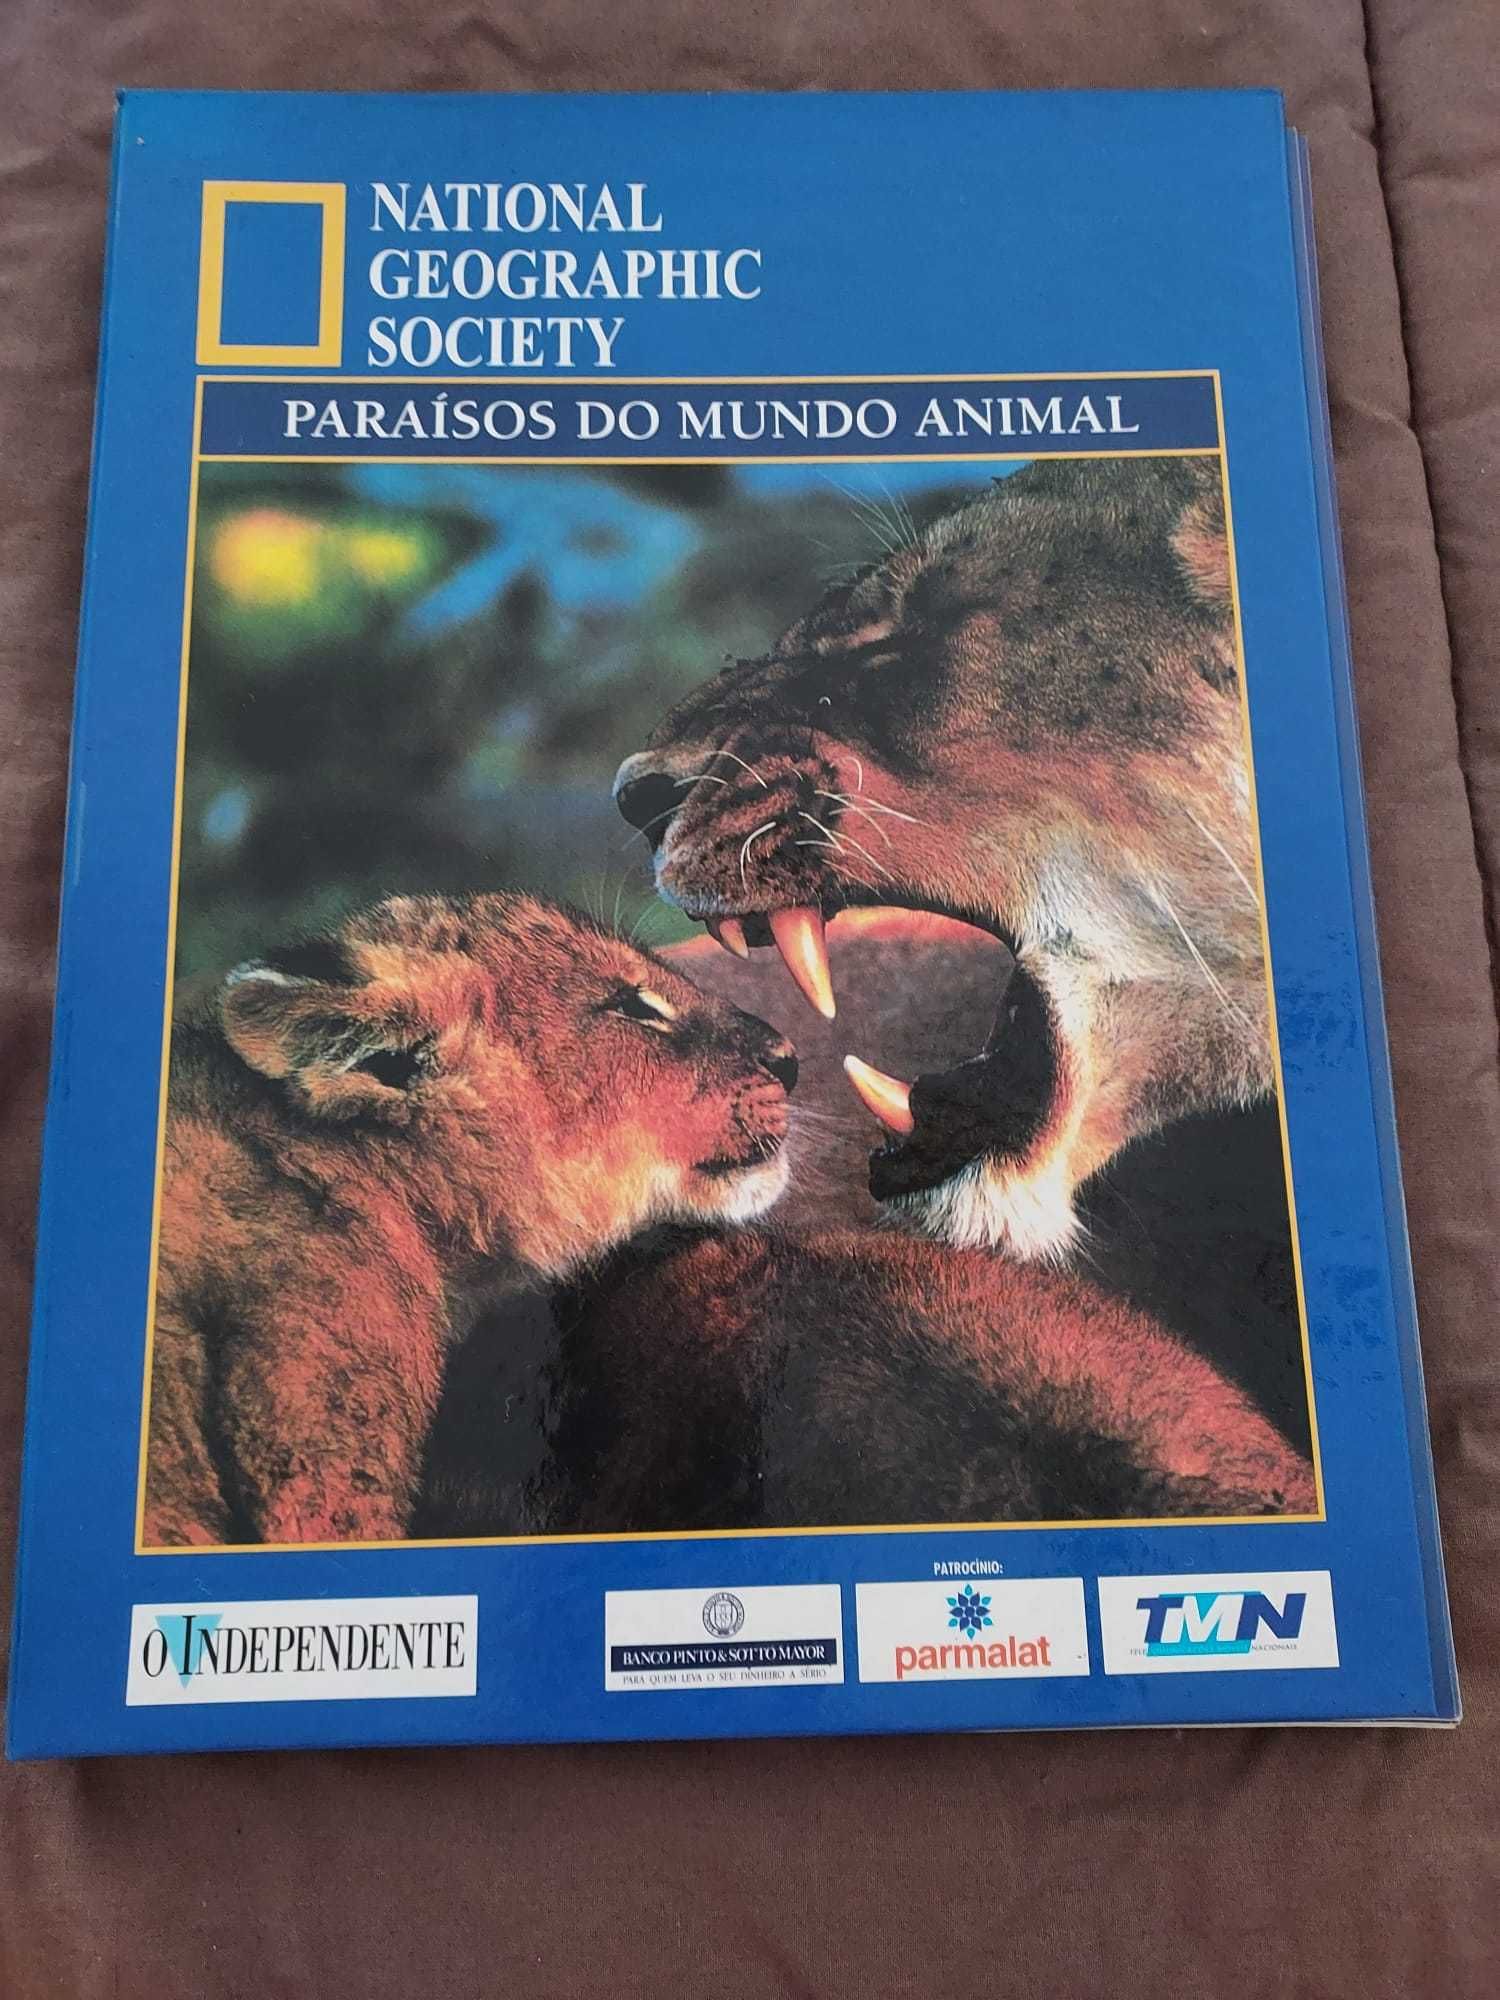 NATIONAL
GEOGRAPHIC
SOCIETY
PARAÍSOS DO MUNDO ANIMAL
PATROCÍNIO:
O INDEPENDENTE
BANCO PINTO & SOTTO MAYOR
PARA QUEM LEVA O SEU DINHEIRO A SÉRIO
parmalat
TMN
NACIONAIS